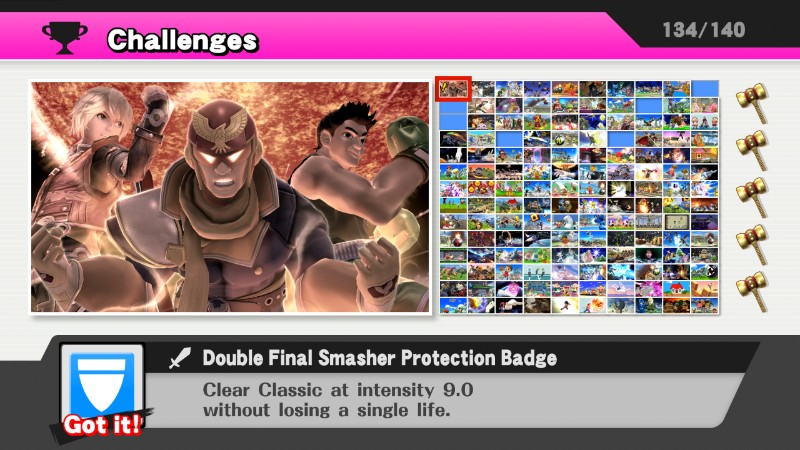 Challenges
134/140
Double Final Smasher Protection Badge
Clear Classic at intensity 9.0
without losing a single life.
Got it!